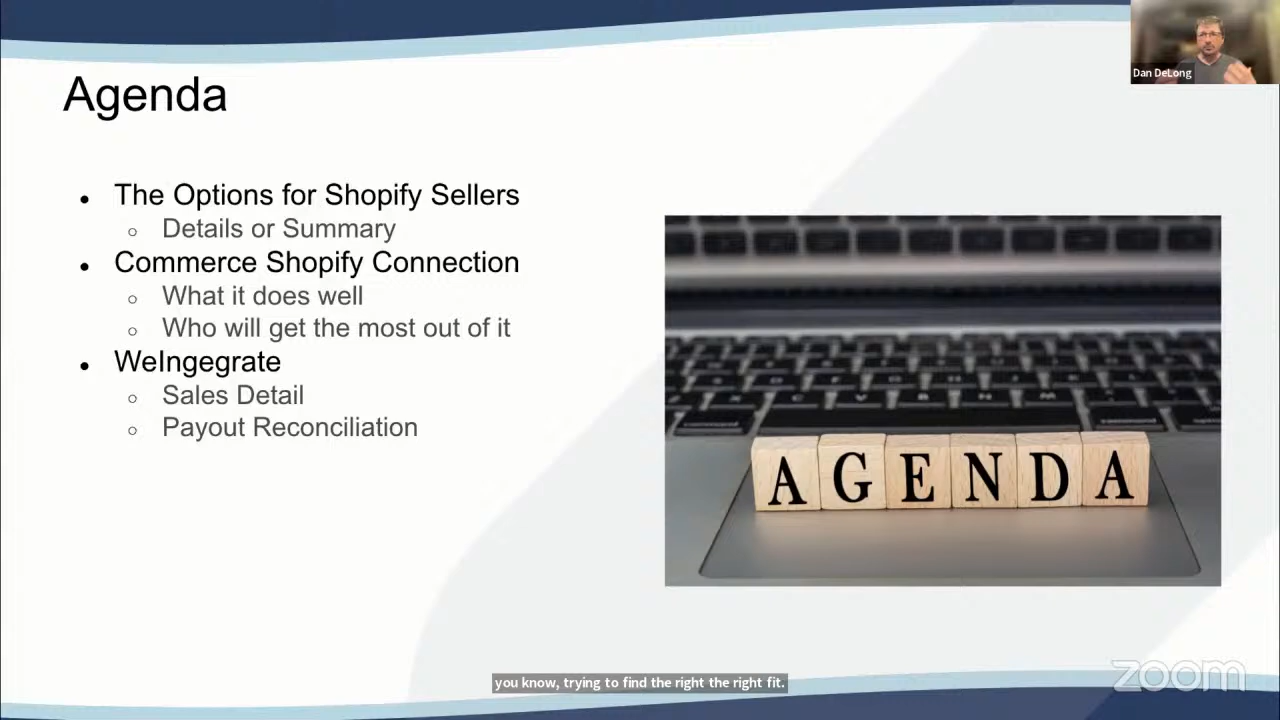 Dan DeLong
Agenda
The Options for Shopify Sellers
Details or Summary
Commerce Shopify Connection
What it does well
Who will get the most out of it
WeIngegrate
Sales Detail
Payout Reconciliation
AGENDA
you know, trying to find the right the right fit.
zoom